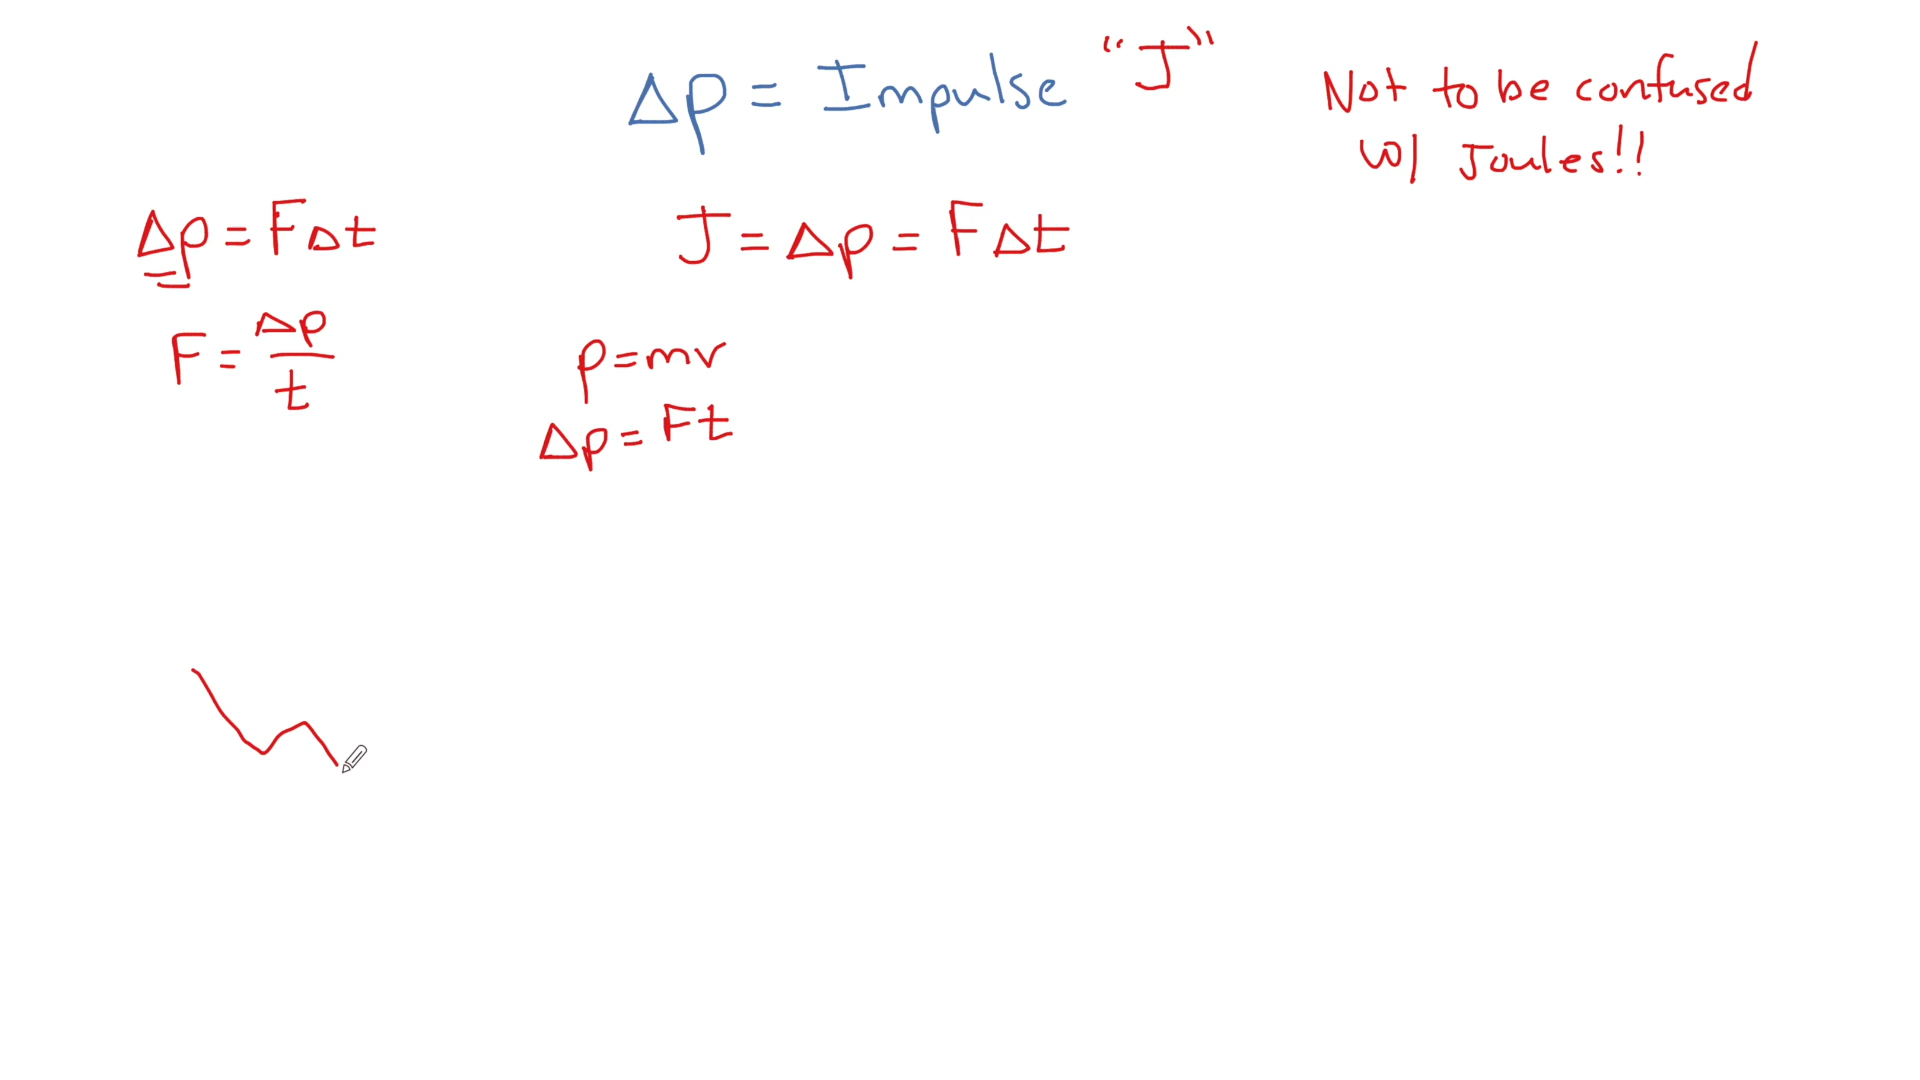 Δp = Impulse "J"
Not to be confused
w/ Joules!!
Δp = FΔt
J = Δp = FΔt
F = Δp/t
p = mv
Δp = Ft